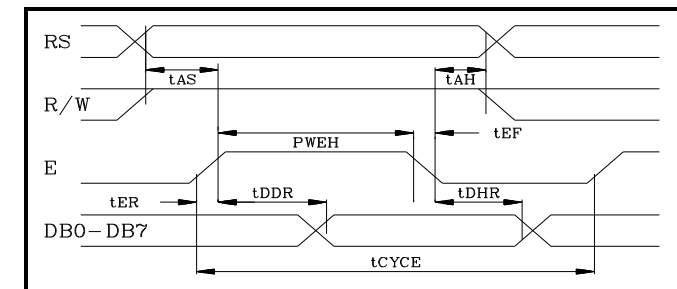 RS
tAS
tAH
R/W
tEF
PWEH
E
tER
tDDR
tDHR
DB0-DB7
tCYCE